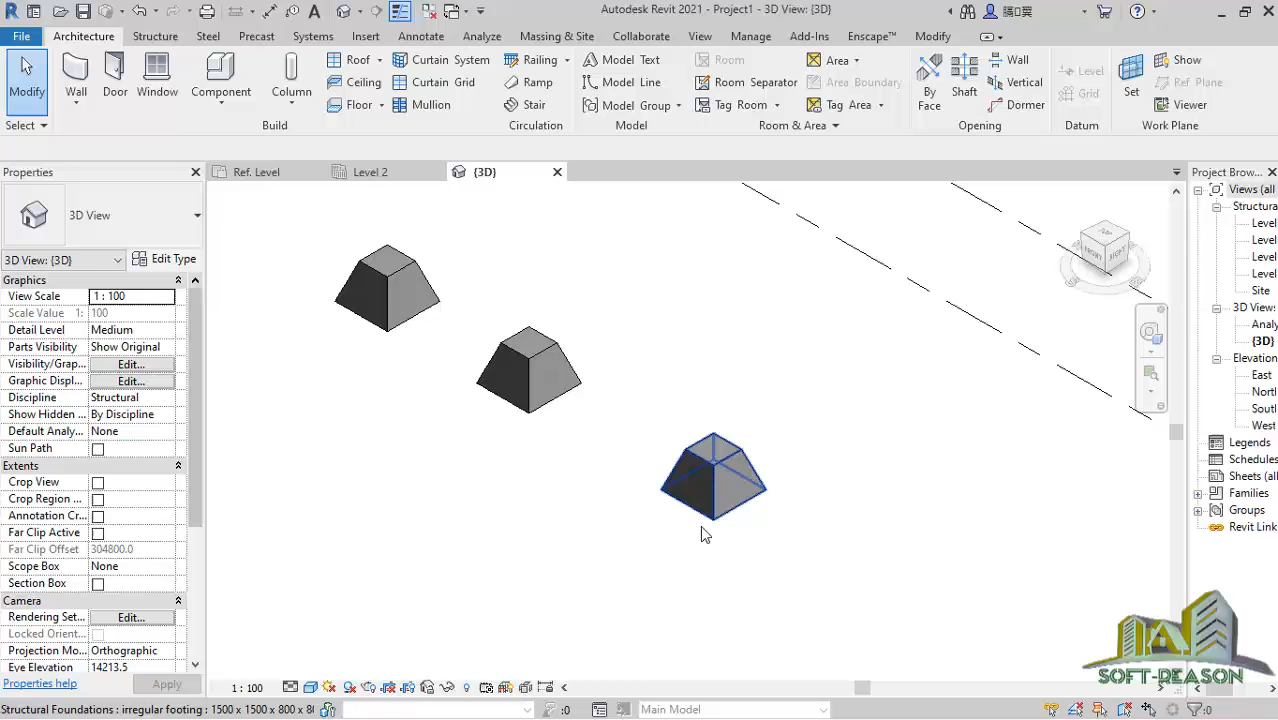 Autodesk Revit 2021 - Project1 - 3D View: {3D}
File Architecture Structure Steel Precast Systems Insert Annotate Analyze Massing & Site Collaborate View Manage Add-Ins Enscape™ Modify
Modify Wall Door Window Component Column
Roof Curtain System Railing Model Text Room Area Wall Level Show
Ceiling Curtain Grid Ramp Model Line Room Separator Area Boundary By Face Shaft Vertical Grid Set Ref Plane
Floor Mullion Stair Model Group Tag Room Tag Area Dormer Viewer
Select Build Circulation Model Room & Area Opening Datum Work Plane
Properties
Ref. Level Level 2 {3D}
Project Brow...
3D View
3D View: {3D} Edit Type
Graphics
View Scale 1 : 100
Scale Value 1: 100
Detail Level Medium
Parts Visibility Show Original
Visibility/Grap... Edit...
Graphic Displ... Edit...
Discipline Structural
Show Hidden ... By Discipline
Default Analy... None
Sun Path
Extents
Crop View
Crop Region ...
Annotation Cr...
Far Clip Active
Far Clip Offset 304800.0
Scope Box None
Section Box
Camera
Rendering Set... Edit...
Locked Orient...
Projection Mo... Orthographic
Eye Elevation 14213.5
Properties help Apply
TOP
FRONT RIGHT
Views (all
Structura
Level
Level
Level
Level
Site
3D View:
Analy
{3D}
Elevation
East
North
South
West
Legends
Schedules
Sheets (all
Families
Groups
Revit Link
SOFT-REASON
1 : 100
Structural Foundations : irregular footing : 1500 x 1500 x 800 x 80
:0 Main Model :0